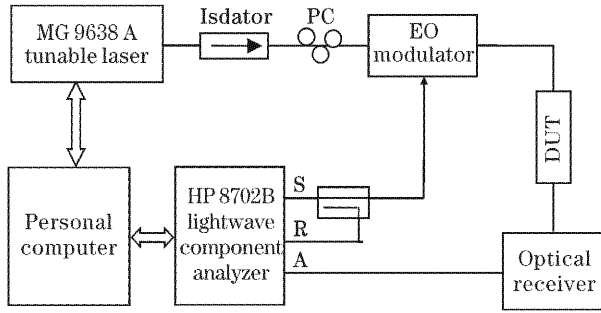 MG 9638 A
tunable laser
Isdator
PC
EO
modulator
DUT
Personal
computer
HP 8702B
lightwave
component
analyzer
S
R
A
Optical
receiver